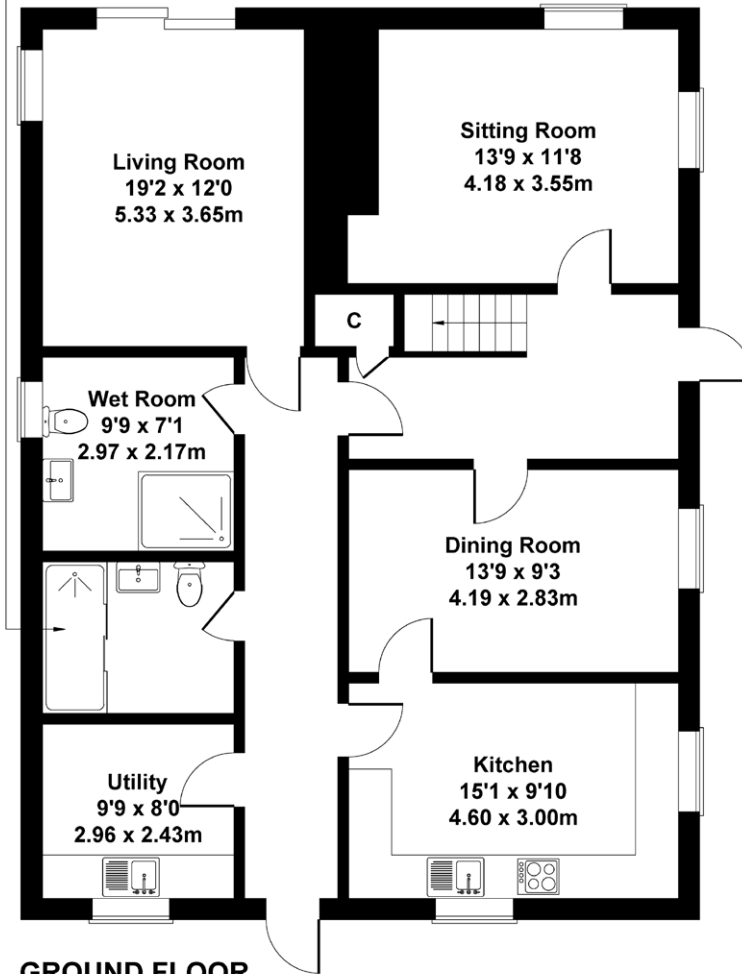 Living Room
19'2 x 12'0
5.33 x 3.65m
Sitting Room
13'9 x 11'8
4.18 x 3.55m
C
Wet Room
9'9 x 7'1
2.97 x 2.17m
Dining Room
13'9 x 9'3
4.19 x 2.83m
Utility
9'9 x 8'0
2.96 x 2.43m
Kitchen
15'1 x 9'10
4.60 x 3.00m
GROUND FLOOR